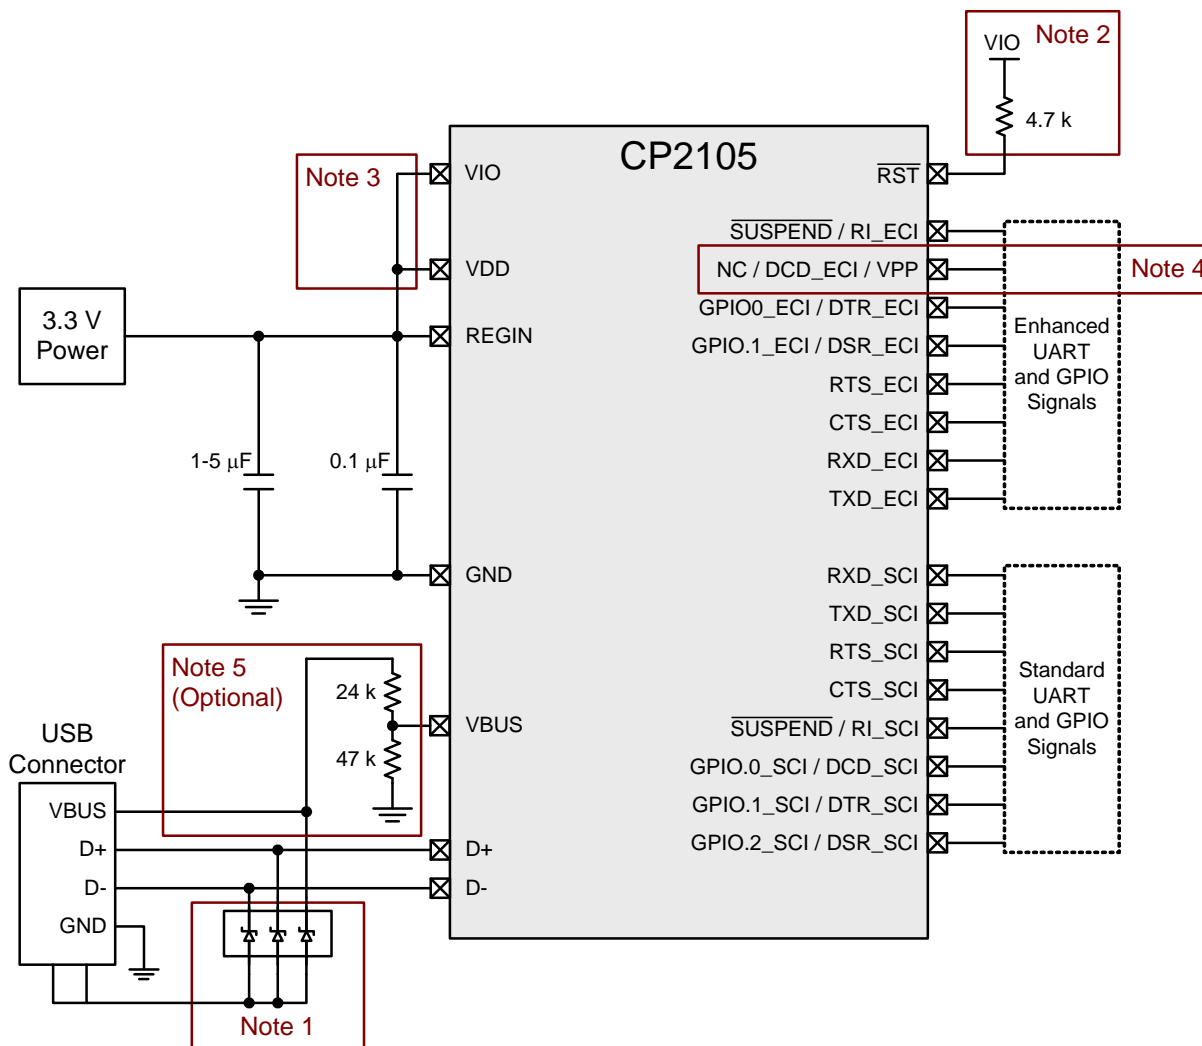 VIO
Note 2
4.7 k
CP2105
Note 3
VIO
VDD
REGIN
GND
VBUS
D+
D-
RST
SUSPEND / RI_ECI
NC / DCD_ECI / VPP
Note 4
GPIO0_ECI / DTR_ECI
GPIO.1_ECI / DSR_ECI
RTS_ECI
CTS_ECI
RXD_ECI
TXD_ECI
Enhanced
UART
and GPIO
Signals
RXD_SCI
TXD_SCI
RTS_SCI
CTS_SCI
SUSPEND / RI_SCI
GPIO.0_SCI / DCD_SCI
GPIO.1_SCI / DTR_SCI
GPIO.2_SCI / DSR_SCI
Standard
UART
and GPIO
Signals
3.3 V
Power
1-5 µF
0.1 µF
Note 5
(Optional)
24 k
47 k
USB
Connector
VBUS
D+
D-
GND
Note 1